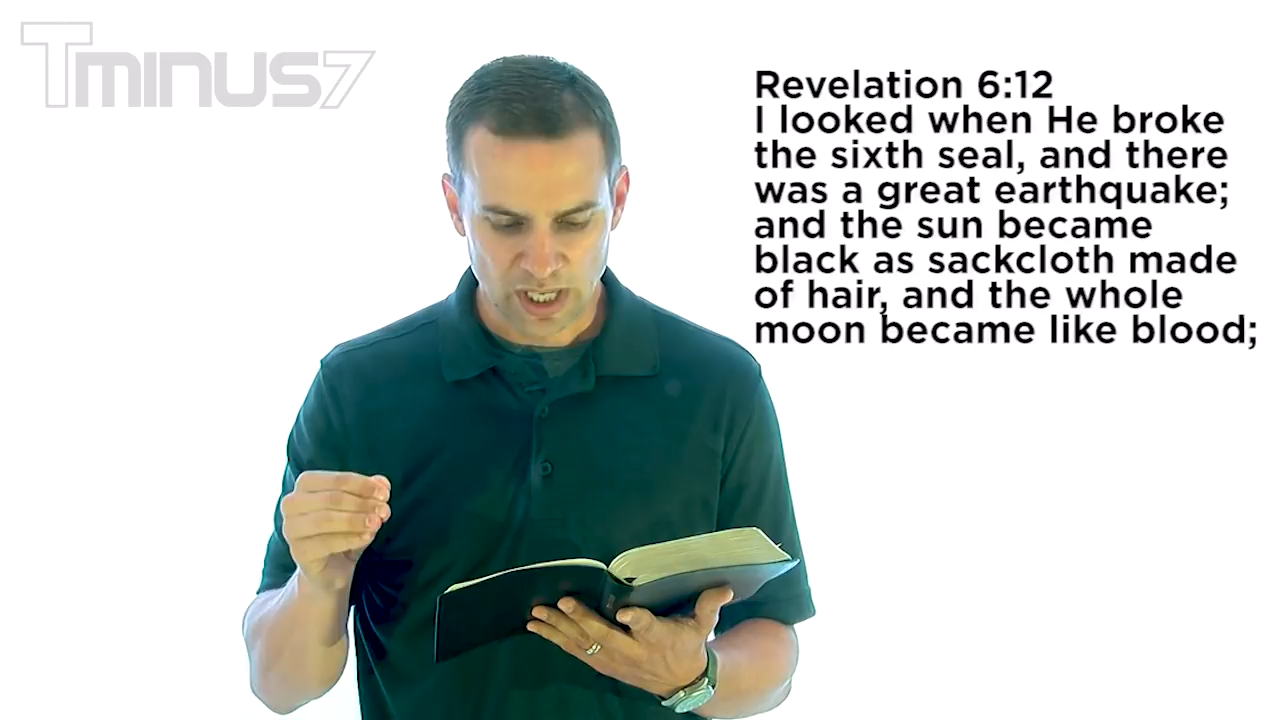 Tminus7
Revelation 6:12
I looked when He broke
the sixth seal, and there
was a great earthquake;
and the sun became
black as sackcloth made
of hair, and the whole
moon became like blood;